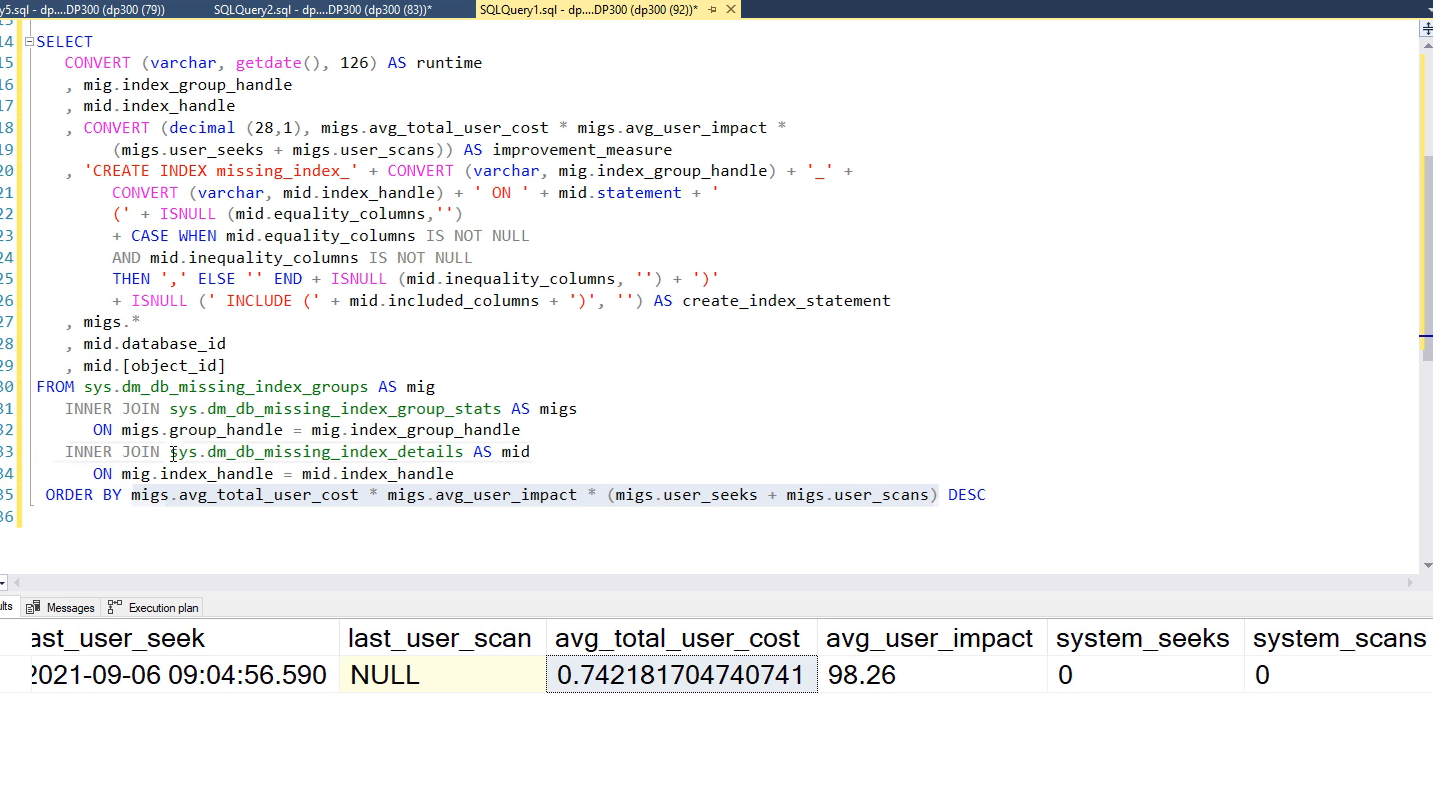 y5.sql - dp....DP300 (dp300 (79)) SQLQuery2.sql - dp....DP300 (dp300 (83))* SQLQuery1.sql - dp....DP300 (dp300 (92))*
14 SELECT
15 CONVERT (varchar, getdate(), 126) AS runtime
16 , mig.index_group_handle
17 , mid.index_handle
18 , CONVERT (decimal (28,1), migs.avg_total_user_cost * migs.avg_user_impact *
19 (migs.user_seeks + migs.user_scans)) AS improvement_measure
20 , 'CREATE INDEX missing_index_' + CONVERT (varchar, mig.index_group_handle) + '_' +
21 CONVERT (varchar, mid.index_handle) + ' ON ' + mid.statement + '
22 (' + ISNULL (mid.equality_columns,'')
23 + CASE WHEN mid.equality_columns IS NOT NULL
24 AND mid.inequality_columns IS NOT NULL
25 THEN ',' ELSE '' END + ISNULL (mid.inequality_columns, '') + ')'
26 + ISNULL (' INCLUDE (' + mid.included_columns + ')', '') AS create_index_statement
27 , migs.*
28 , mid.database_id
29 , mid.[object_id]
30 FROM sys.dm_db_missing_index_groups AS mig
31 INNER JOIN sys.dm_db_missing_index_group_stats AS migs
32 ON migs.group_handle = mig.index_group_handle
33 INNER JOIN sys.dm_db_missing_index_details AS mid
34 ON mig.index_handle = mid.index_handle
35 ORDER BY migs.avg_total_user_cost * migs.avg_user_impact * (migs.user_seeks + migs.user_scans) DESC
36
ults Messages Execution plan
ast_user_seek last_user_scan avg_total_user_cost avg_user_impact system_seeks system_scans
2021-09-06 09:04:56.590 NULL 0.742181704740741 98.26 0 0